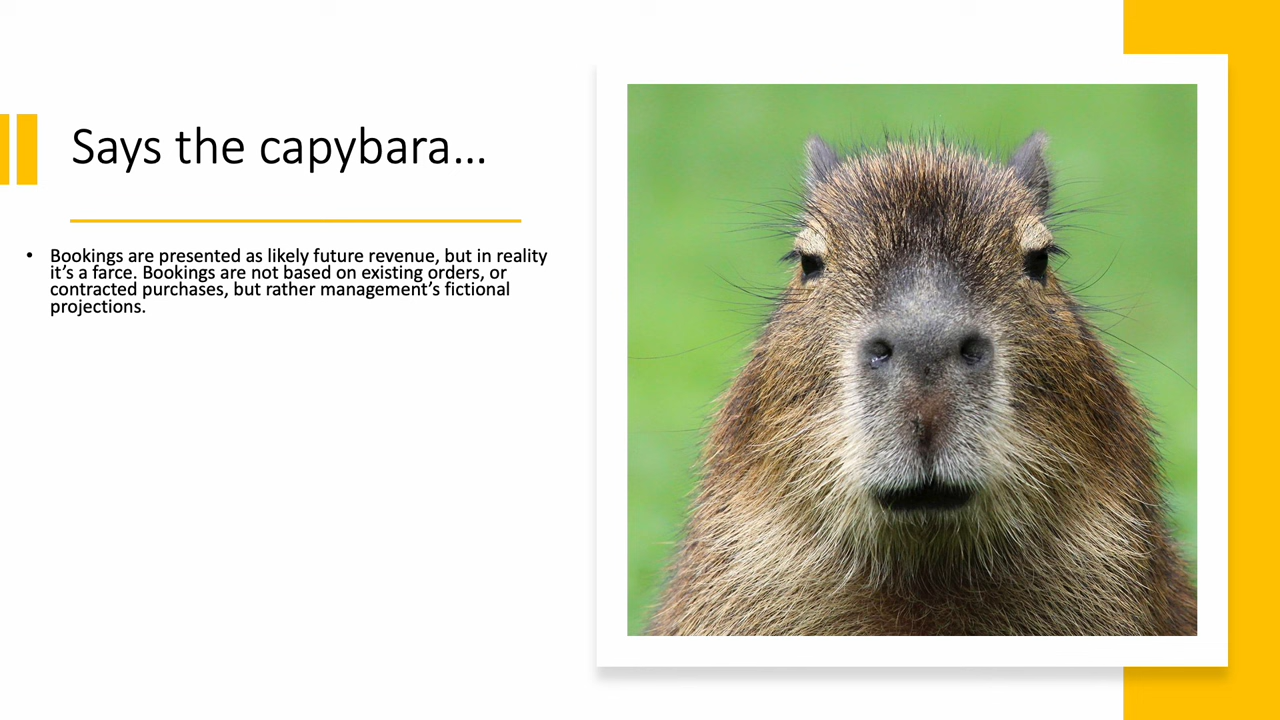 Says the capybara…
• Bookings are presented as likely future revenue, but in reality
it’s a farce. Bookings are not based on existing orders, or
contracted purchases, but rather management’s fictional
projections.